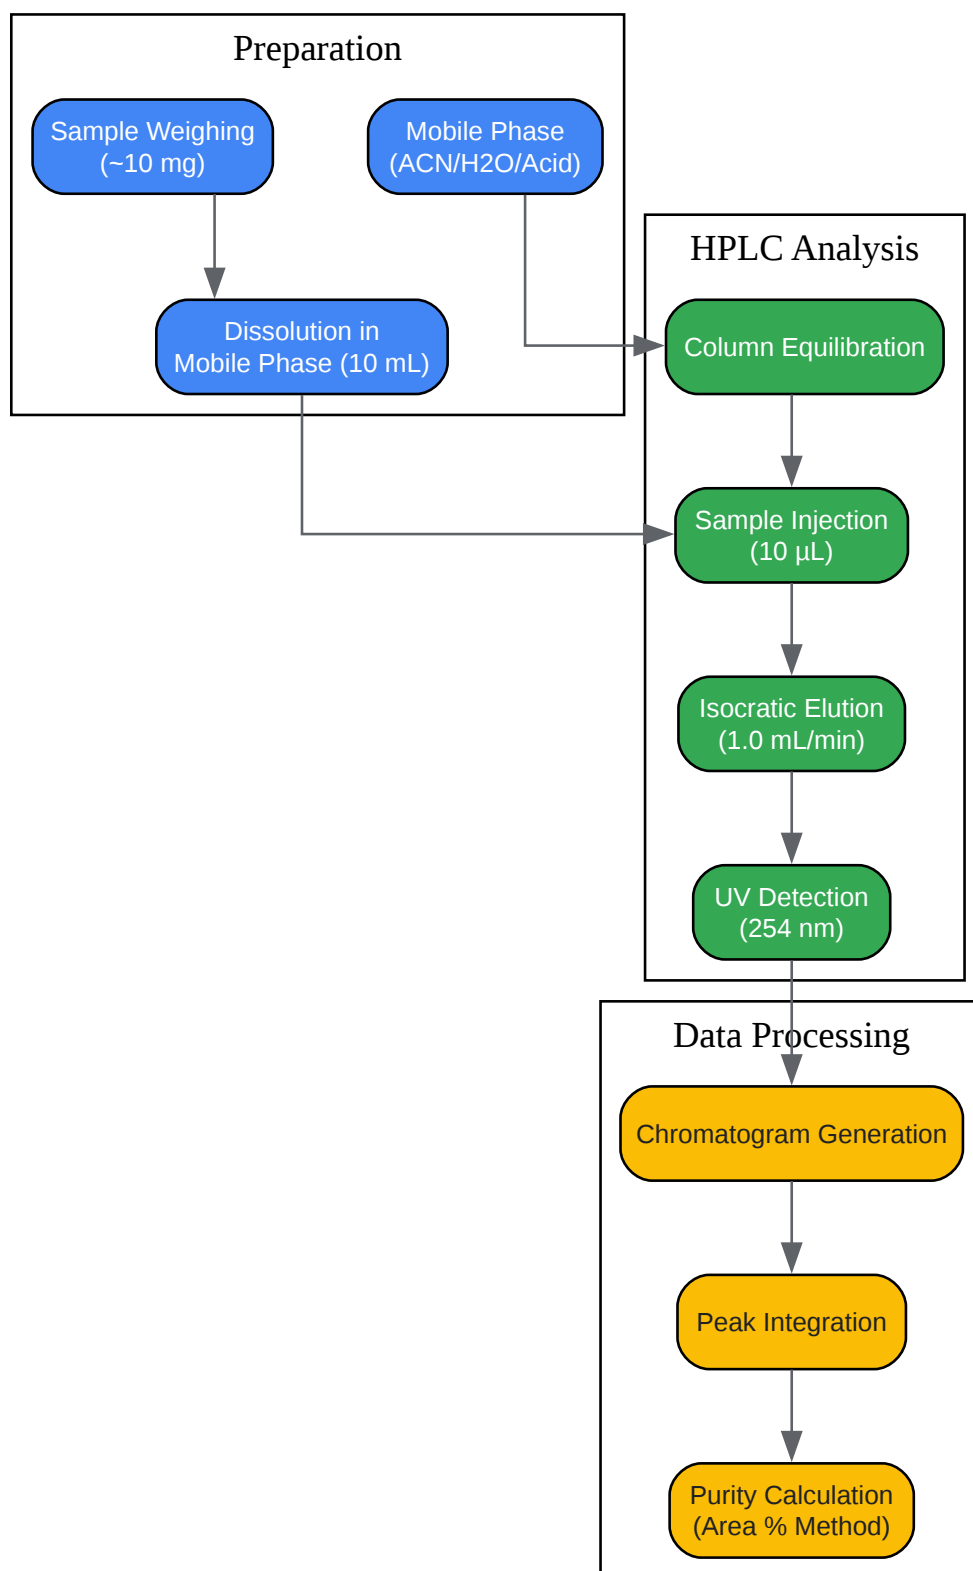 Preparation
Sample Weighing
(~10 mg)
Mobile Phase
(ACN/H2O/Acid)
Dissolution in
Mobile Phase (10 mL)
HPLC Analysis
Column Equilibration
Sample Injection
(10 µL)
Isocratic Elution
(1.0 mL/min)
UV Detection
(254 nm)
Data Processing
Chromatogram Generation
Peak Integration
Purity Calculation
(Area % Method)